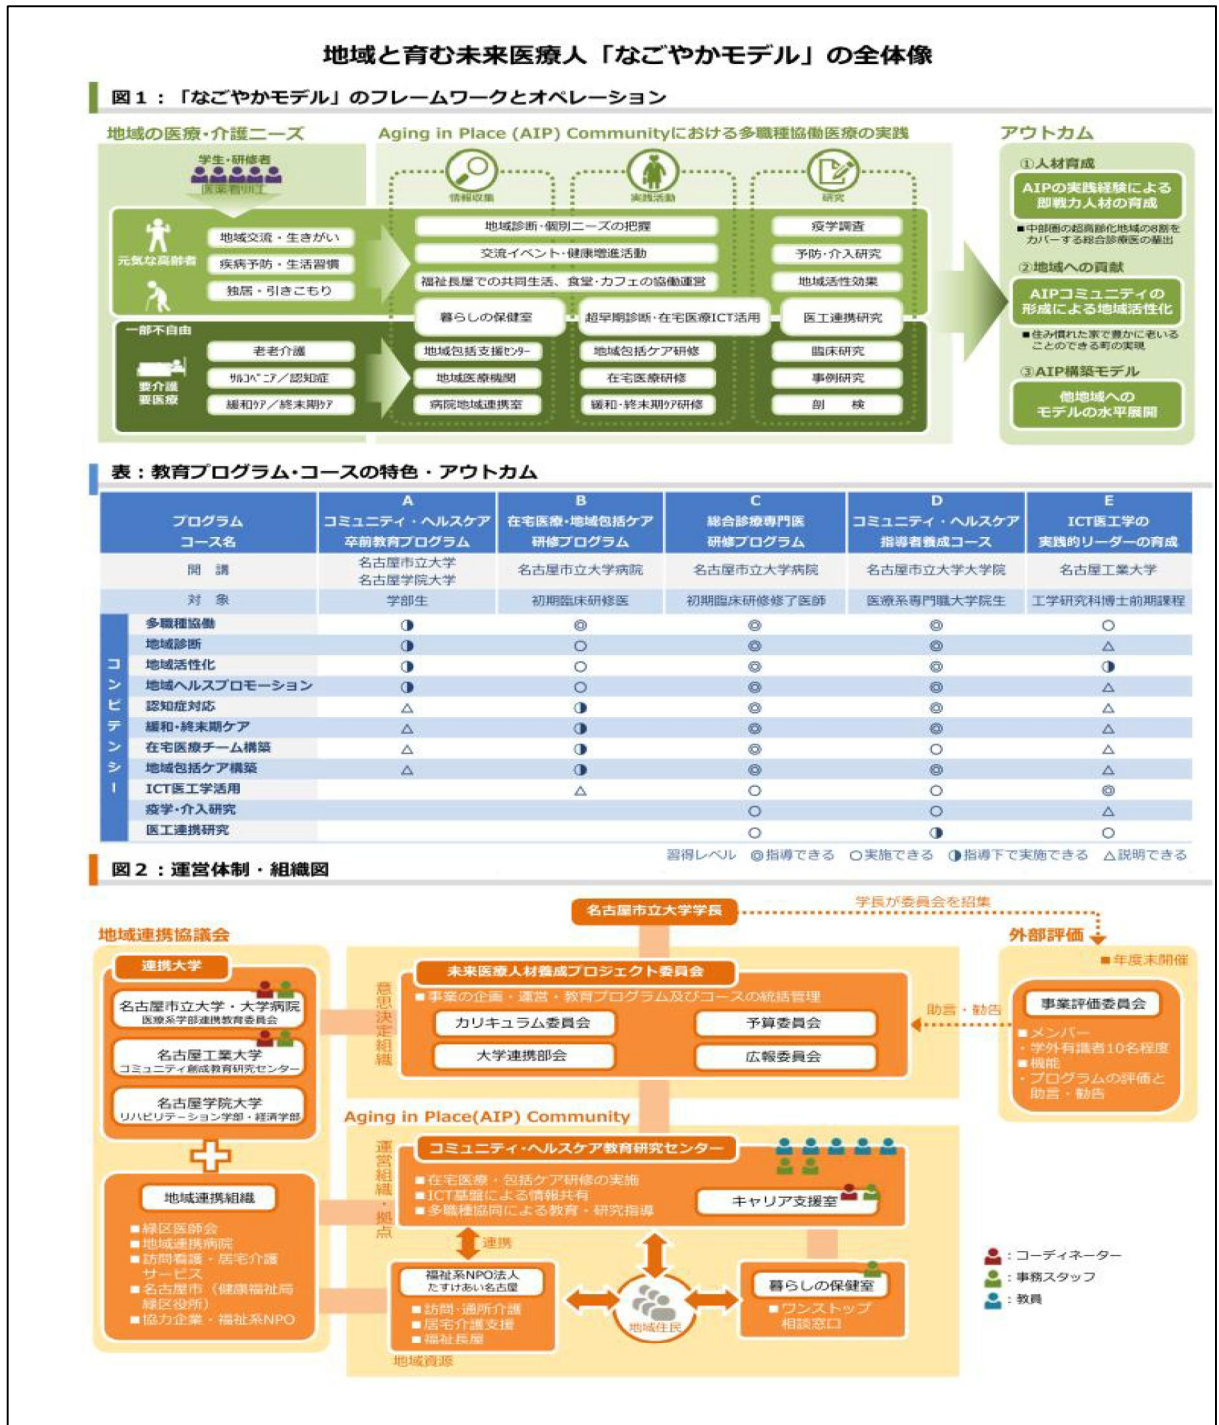 地域と育む未来医療人「なごやかモデル」の全体像
図1：「なごやかモデル」のフレームワークとオペレーション
地域の医療・介護ニーズ
Aging in Place (AIP) Communityにおける多職種協働医療の実践
アウトカム
学生・研修者
医薬看研工
情報収集
実践活動
研究
元気な高齢者
地域交流・生きがい
疾病予防・生活習慣
独居・引きこもり
地域診断・個別ニーズの把握
疫学調査
交流イベント・健康増進活動
予防・介入研究
福祉長屋での共同生活、食堂・カフェの協働運営
地域活性効果
暮らしの保健室
超早期診断・在宅医療ICT活用
医工連携研究
一部不自由
要介護
要医療
老老介護
ｻﾙｺﾍﾟﾆｱ／認知症
緩和ｹｱ／終末期ｹｱ
地域包括支援ｾﾝﾀｰ
地域包括ケア研修
臨床研究
地域医療機関
在宅医療研修
事例研究
病院地域連携室
緩和・終末期ｹｱ研修
剖　検
①人材育成
AIPの実践経験による
即戦力人材の育成
■中部圏の超高齢化地域の8割を
カバーする総合診療医の輩出
②地域への貢献
AIPコミュニティの
形成による地域活性化
■住み慣れた家で豊かに老いる
ことのできる町の実現
③AIP構築モデル
他地域への
モデルの水平展開
表：教育プログラム・コースの特色・アウトカム
プログラム
コース名
A
コミュニティ・ヘルスケア
卒前教育プログラム
B
在宅医療・地域包括ケア
研修プログラム
C
総合診療専門医
研修プログラム
D
コミュニティ・ヘルスケア
指導者養成コース
E
ICT医工学の
実践的リーダーの育成
開　講
名古屋市立大学
名古屋学院大学
名古屋市立大学病院
名古屋市立大学病院
名古屋市立大学大学院
名古屋工業大学
対　象
学部生
初期臨床研修医
初期臨床研修修了医師
医療系専門職大学院生
工学研究科博士前期課程
コンピテンシー
多職種協働 ◑ ◎ ◎ ◎ ○
地域診断 ◑ ○ ◎ ◎ △
地域活性化 ◑ ○ ◎ ◎ ◑
地域ヘルスプロモーション ◑ ○ ◎ ◎ △
認知症対応 △ ◑ ◎ ◎ △
緩和・終末期ケア △ ◑ ◎ ◎ △
在宅医療チーム構築 △ ◑ ◎ ○ △
地域包括ケア構築 △ ◑ ◎ ◎ △
ICT医工学活用 △ ○ ○ ◎
疫学・介入研究 ○ ○ △
医工連携研究 ○ ◑ ○
習得レベル ◎指導できる ○実施できる ◑指導下で実施できる △説明できる
図2：運営体制・組織図
名古屋市立大学学長
学長が委員会を招集
地域連携協議会
連携大学
名古屋市立大学・大学病院
医療系学部連携教育委員会
名古屋工業大学
コミュニティ創成教育研究センター
名古屋学院大学
リハビリテーション学部・経済学部
地域連携組織
■緑区医師会
■地域連携病院
■訪問看護・居宅介護
サービス
■名古屋市（健康福祉局
緑区役所）
■協力企業・福祉系NPO
意思決定組織
未来医療人材養成プロジェクト委員会
■事業の企画・運営・教育プログラム及びコースの統括管理
カリキュラム委員会
予算委員会
大学連携部会
広報委員会
助言・勧告
外部評価
■年度末開催
事業評価委員会
■メンバー
・学外有識者10名程度
■機能
・プログラムの評価と
助言・勧告
Aging in Place(AIP) Community
運営組織・拠点
コミュニティ・ヘルスケア教育研究センター
■在宅医療・包括ケア研修の実施
■ICT基盤による情報共有
■多職種協同による教育・研究指導
キャリア支援室
連携
福祉系NPO法人
たすけあい名古屋
■訪問・通所介護
■居宅介護支援
■福祉長屋
地域資源
地域住民
暮らしの保健室
■ワンストップ
相談窓口
：コーディネーター
：事務スタッフ
：教員